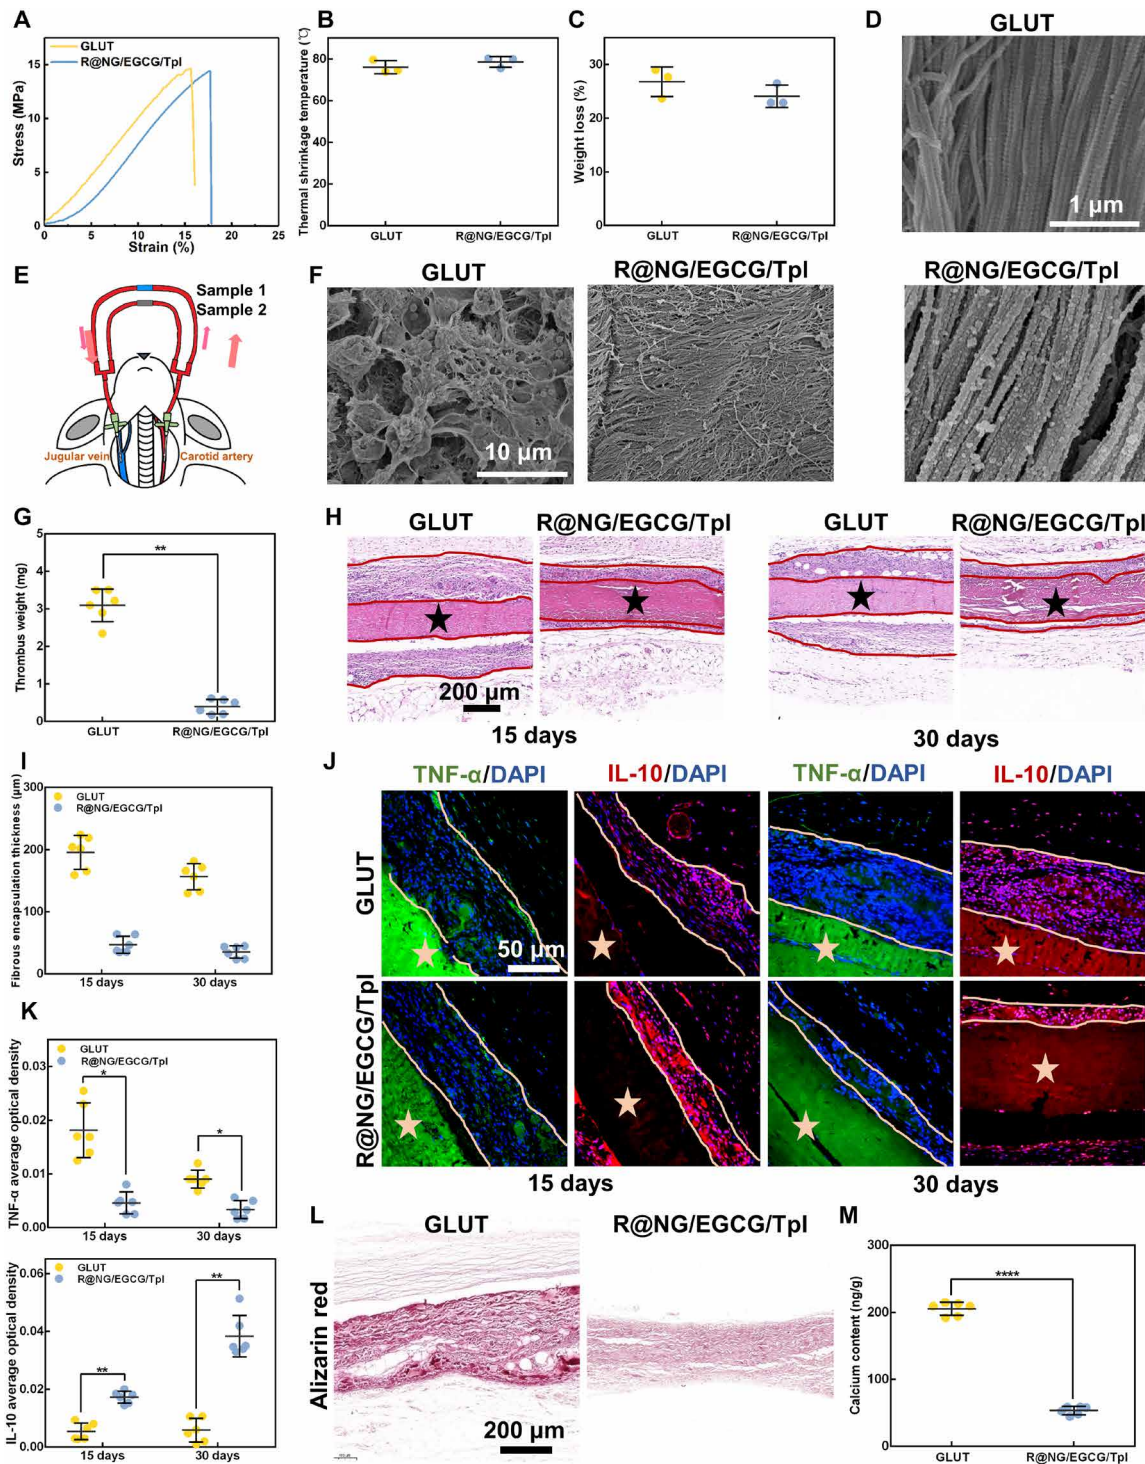 A
GLUT
R@NG/EGCG/Tpl
Stress (MPa)
15
10
5
0
0 5 10 15 20 25
Strain (%)
B
Thermal shrinkage temperature (℃)
100
80
60
40
20
0
GLUT R@NG/EGCG/Tpl
C
Weight loss (%)
30
20
10
0
GLUT R@NG/EGCG/Tpl
D
GLUT
1 μm
R@NG/EGCG/Tpl
E
Sample 1
Sample 2
Jugular vein
Carotid artery
F
GLUT
R@NG/EGCG/Tpl
10 μm
G
Thrombus weight (mg)
5
4
3
2
1
0
**
GLUT R@NG/EGCG/Tpl
H
GLUT R@NG/EGCG/Tpl GLUT R@NG/EGCG/Tpl
200 μm
15 days 30 days
I
Fibrous encapsulation thickness (μm)
GLUT
R@NG/EGCG/Tpl
300
200
100
0
15 days 30 days
J
TNF-α/DAPI IL-10/DAPI TNF-α/DAPI IL-10/DAPI
GLUT
50 μm
R@NG/EGCG/Tpl
15 days 30 days
K
TNF-α average optical density
GLUT
R@NG/EGCG/Tpl
0.03
0.02
0.01
0.00
*
*
15 days 30 days
IL-10 average optical density
GLUT
R@NG/EGCG/Tpl
0.06
0.04
0.02
0.00
**
**
15 days 30 days
L
GLUT R@NG/EGCG/Tpl
Alizarin red
200 μm
M
Calcium content (ng/g)
300
200
100
0
****
GLUT R@NG/EGCG/Tpl